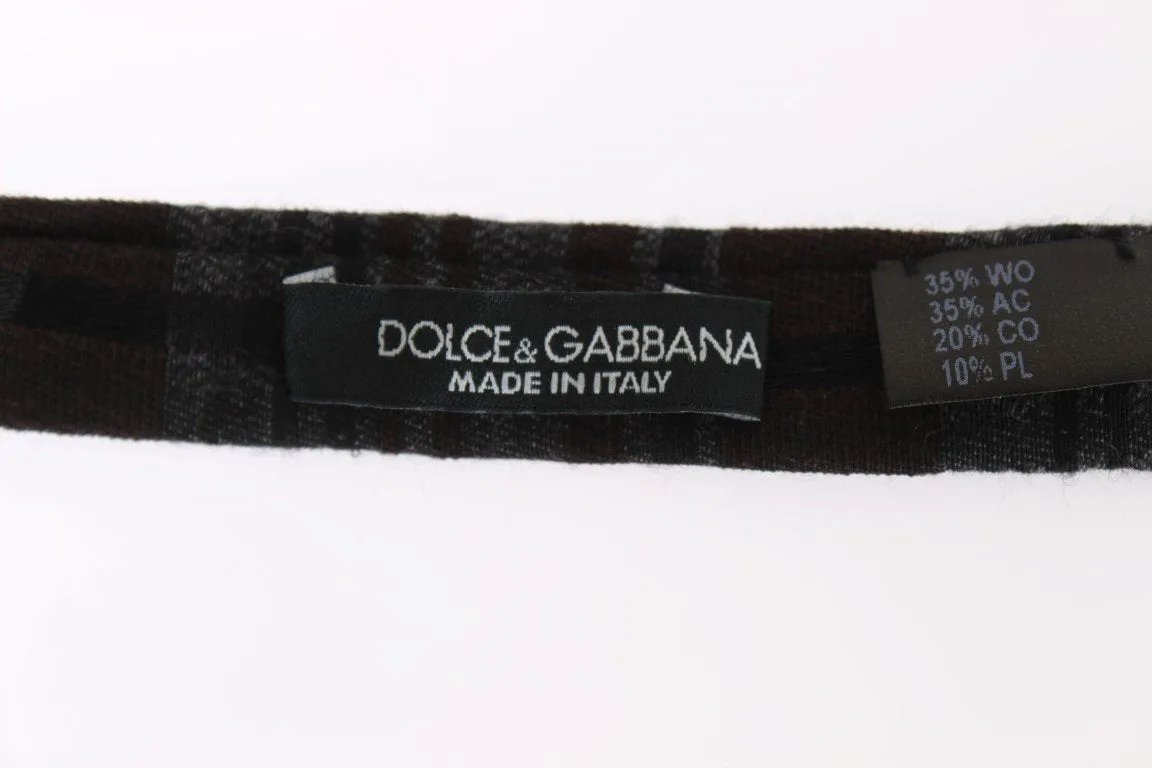 DOLCE & GABBANA
MADE IN ITALY
35% WO
35% AC
20% CO
10% PL